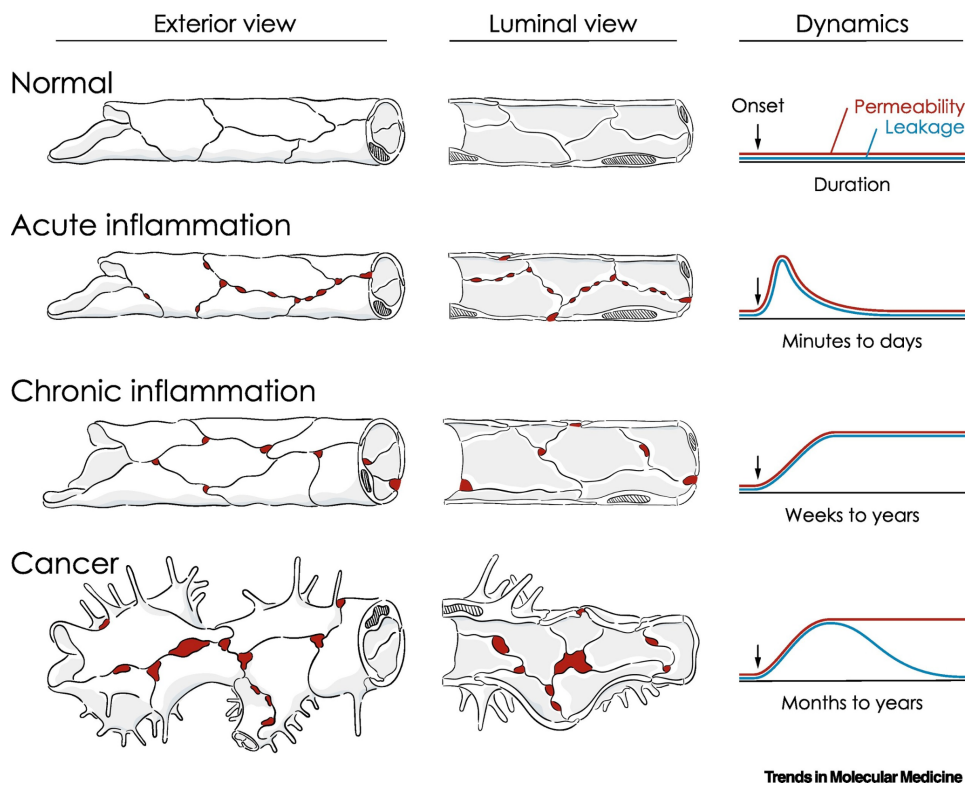 Exterior view
Luminal view
Dynamics
Normal
Onset
Permeability
Leakage
Duration
Acute inflammation
Minutes to days
Chronic inflammation
Weeks to years
Cancer
Months to years
Trends in Molecular Medicine